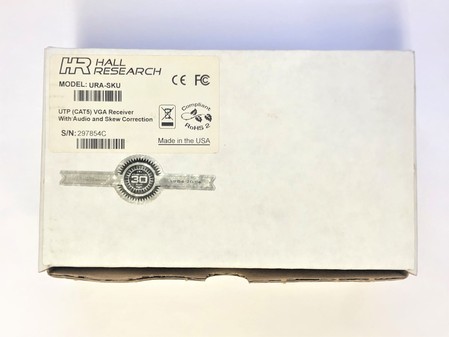 HR HALL
RESEARCH
MODEL: URA-SKU
CE FC
UTP (CAT5) VGA Receiver
With Audio and Skew Correction
Compliant
RoHS 2
S/N: 297854C
Made in the USA
30